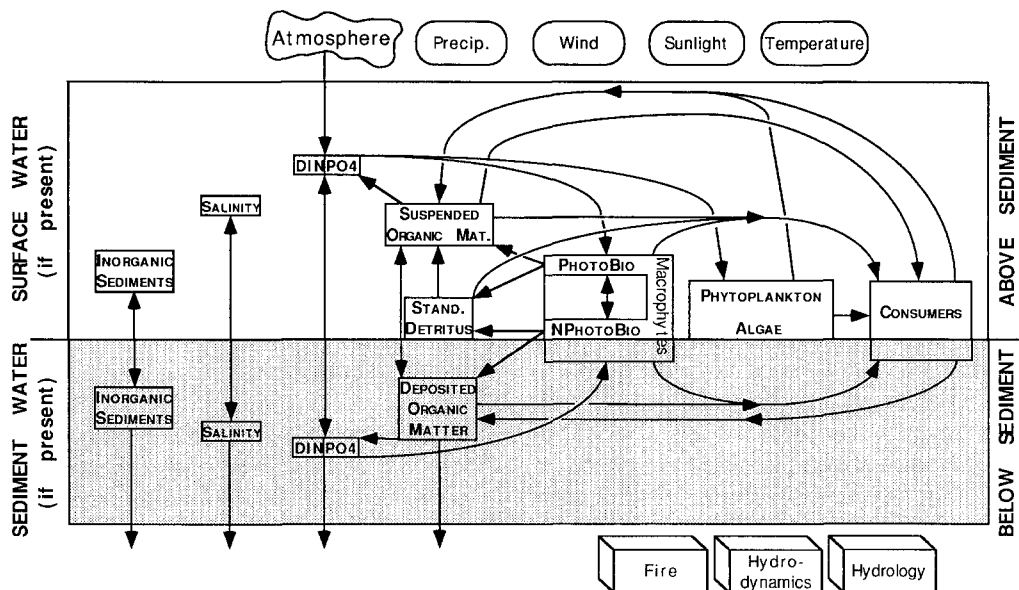 Atmosphere
Precip.
Wind
Sunlight
Temperature
SURFACE WATER
(if present)
ABOVE SEDIMENT
DINPO4
SALINITY
SUSPENDED
ORGANIC MAT.
INORGANIC
SEDIMENTS
PHOTOBIO
Macrophytes
STAND.
DETRITUS
NPHOTOBIO
PHYTOPLANKTON
ALGAE
CONSUMERS
SEDIMENT WATER
(if present)
BELOW SEDIMENT
INORGANIC
SEDIMENTS
SALINITY
DINPO4
DEPOSITED
ORGANIC
MATTER
Fire
Hydro-
dynamics
Hydrology